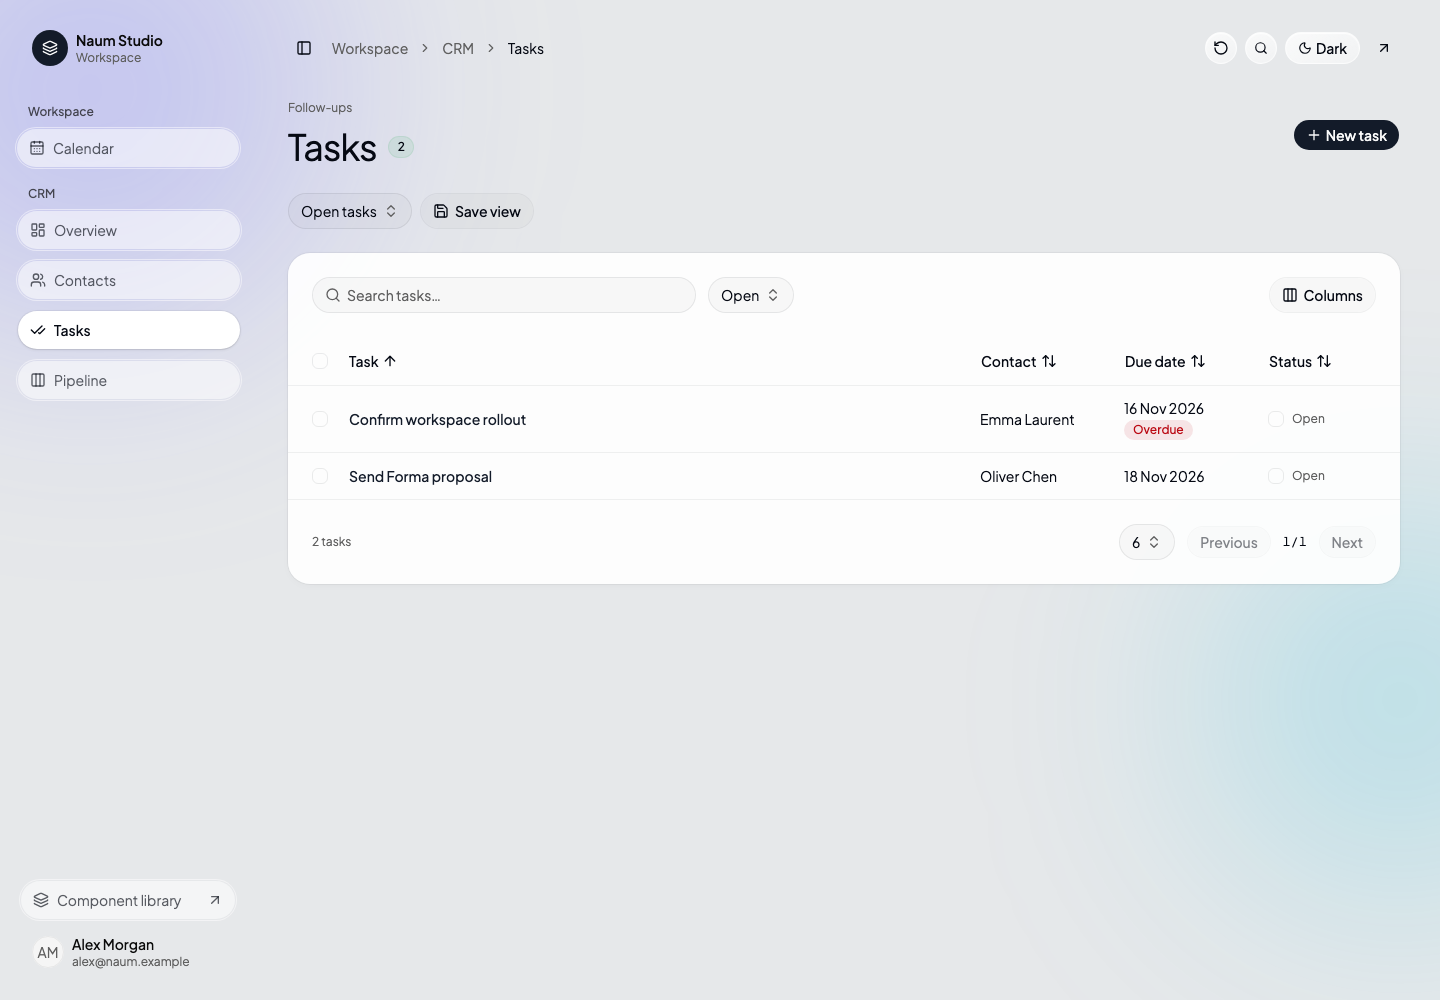 Naum Studio
Workspace
Workspace
Calendar
CRM
Overview
Contacts
Tasks
Pipeline
Component library
AM
Alex Morgan
alex@naum.example
Workspace CRM Tasks
Dark
Follow-ups
Tasks 2
New task
Open tasks Save view
Search tasks... Open Columns
Task Contact Due date Status
Confirm workspace rollout Emma Laurent 16 Nov 2026 Open
Overdue
Send Forma proposal Oliver Chen 18 Nov 2026 Open
2 tasks 6 Previous 1/1 Next